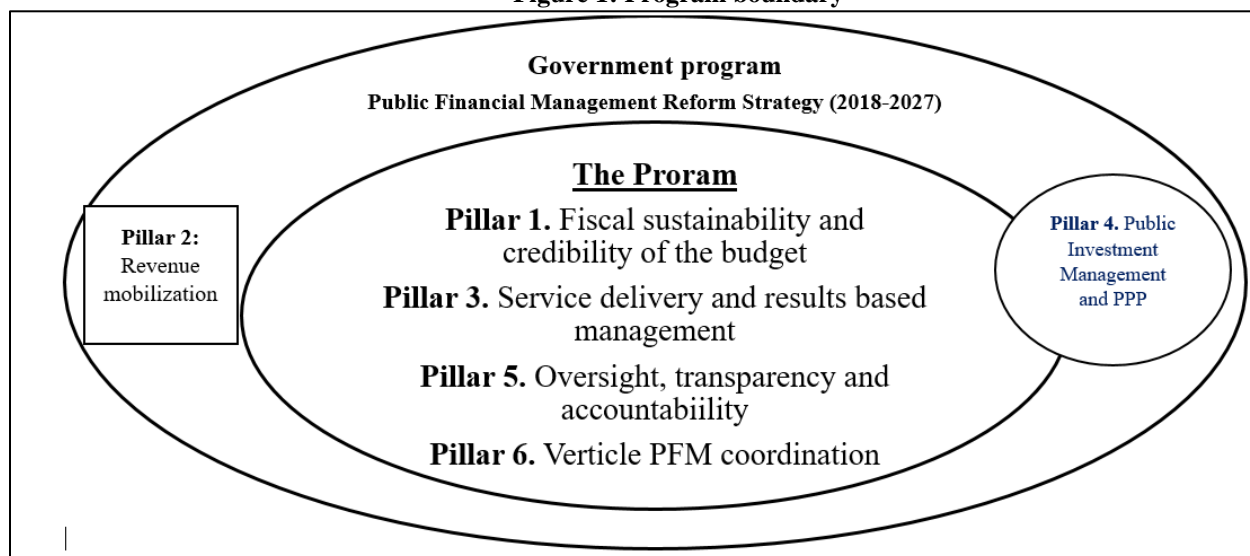 Figure 1: Program boundary
Government program
Public Financial Management Reform Strategy (2018-2027)
The Proram
Pillar 1. Fiscal sustainability and
credibility of the budget
Pillar 3. Service delivery and results based
management
Pillar 5. Oversight, transparency and
accountabiility
Pillar 6. Verticle PFM coordination
Pillar 2:
Revenue
mobilization
Pillar 4. Public
Investment
Management
and PPP